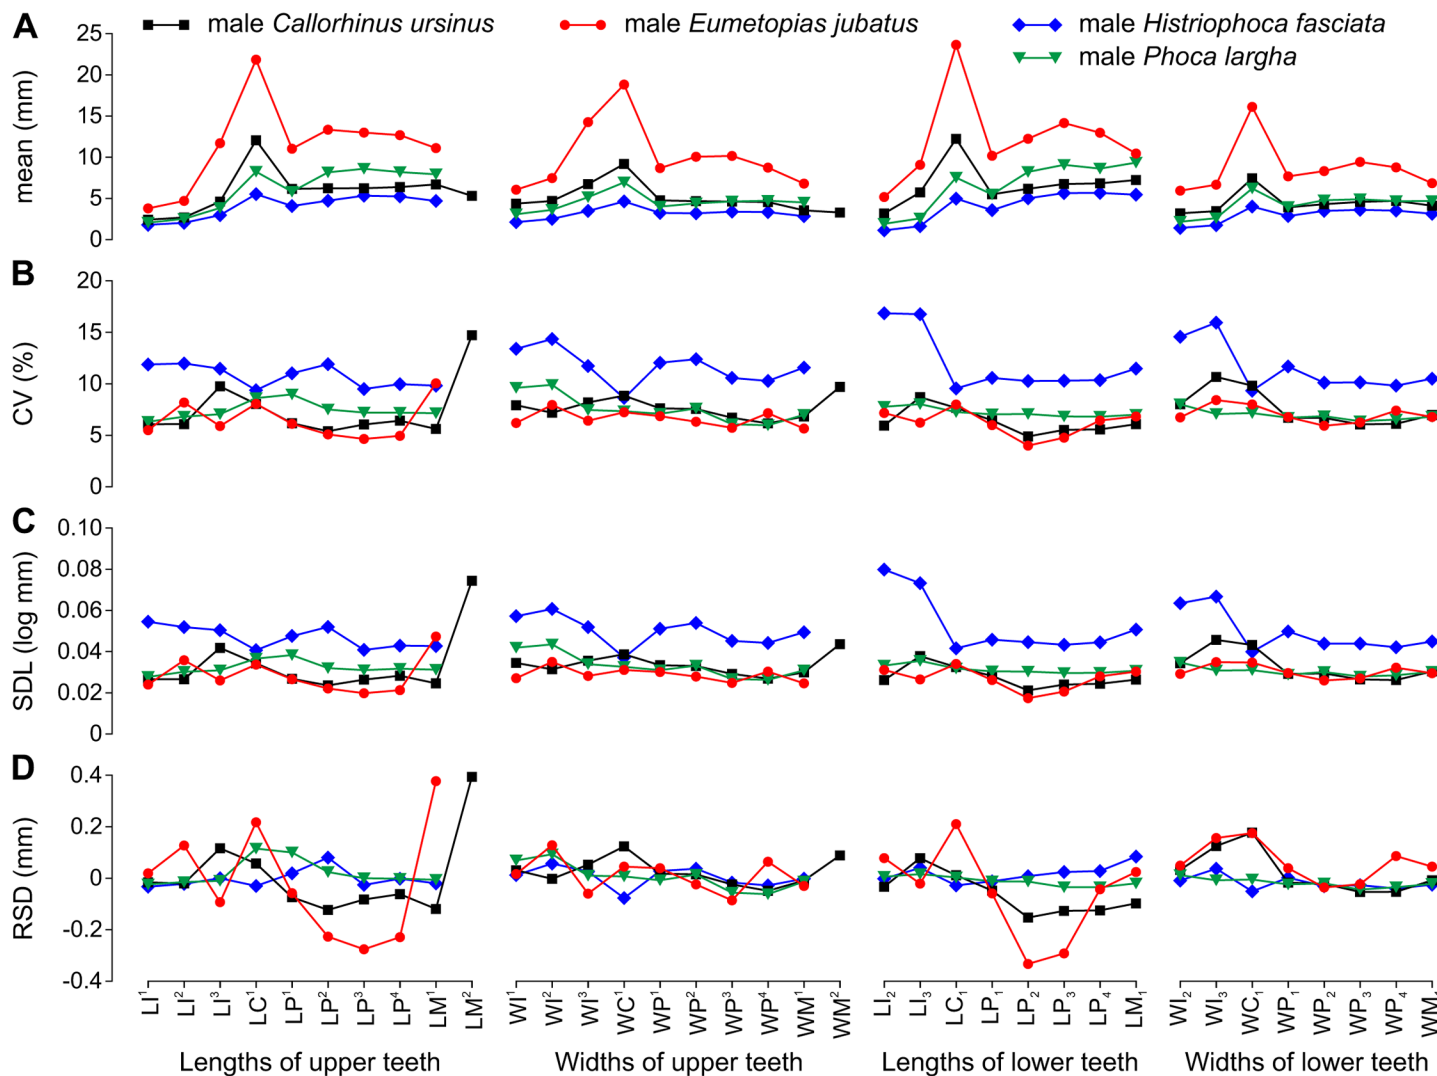 A
male Callorhinus ursinus
male Eumetopias jubatus
male Histriophoca fasciata
male Phoca largha
mean (mm)
25
20
15
10
5
0
B
CV (%)
20
15
10
5
0
C
SDL (log mm)
0.10
0.08
0.06
0.04
0.02
0
D
RSD (mm)
0.4
0.2
0
-0.2
-0.4
LI¹ LI² LI³ LC¹ LP¹ LP² LP³ LP⁴ LM¹ LM²
WI¹ WI² WI³ WC¹ WP¹ WP² WP³ WP⁴ WM¹ WM²
LI₂ LI₃ LC₁ LP₁ LP₂ LP₃ LP₄ LM₁
WI₂ WI₃ WC₁ WP₁ WP₂ WP₃ WP₄ WM₁
Lengths of upper teeth
Widths of upper teeth
Lengths of lower teeth
Widths of lower teeth